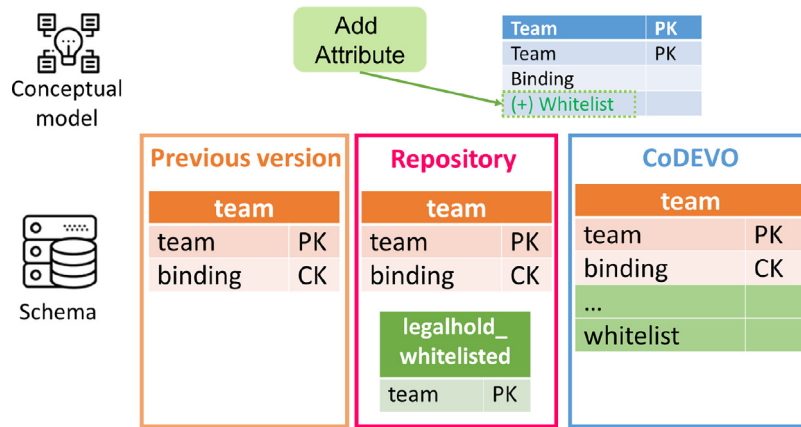 Conceptual
model
Add
Attribute
Team PK
Team PK
Binding
(+) Whitelist
Schema
Previous version
team
team PK
binding CK
Repository
team
team PK
binding CK
legalhold_
whitelisted
team PK
CoDEVO
team
team PK
binding CK
...
whitelist